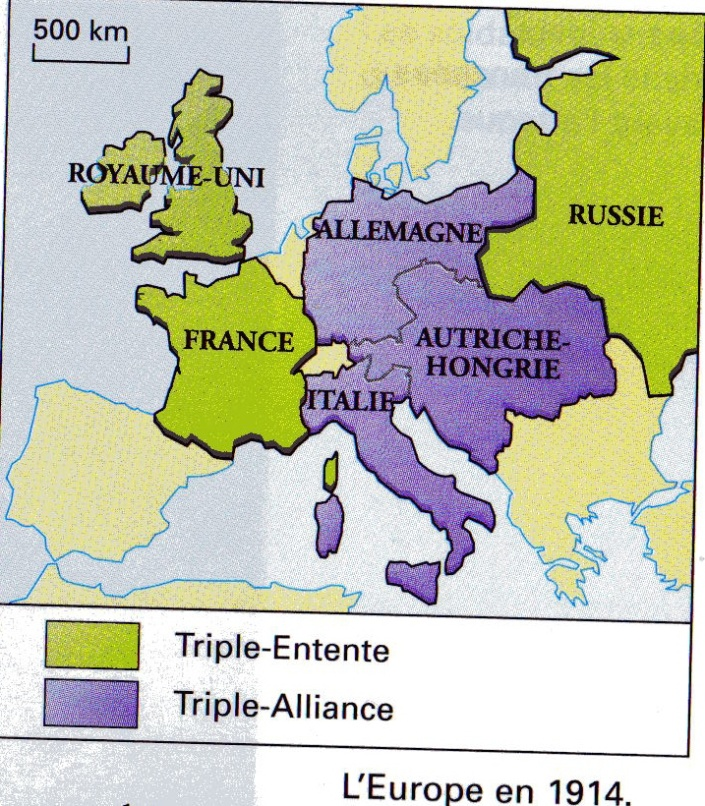 500 km
ROYAUME-UNI
ALLEMAGNE
RUSSIE
FRANCE
AUTRICHE-
HONGRIE
ITALIE
Triple-Entente
Triple-Alliance
L'Europe en 1914.